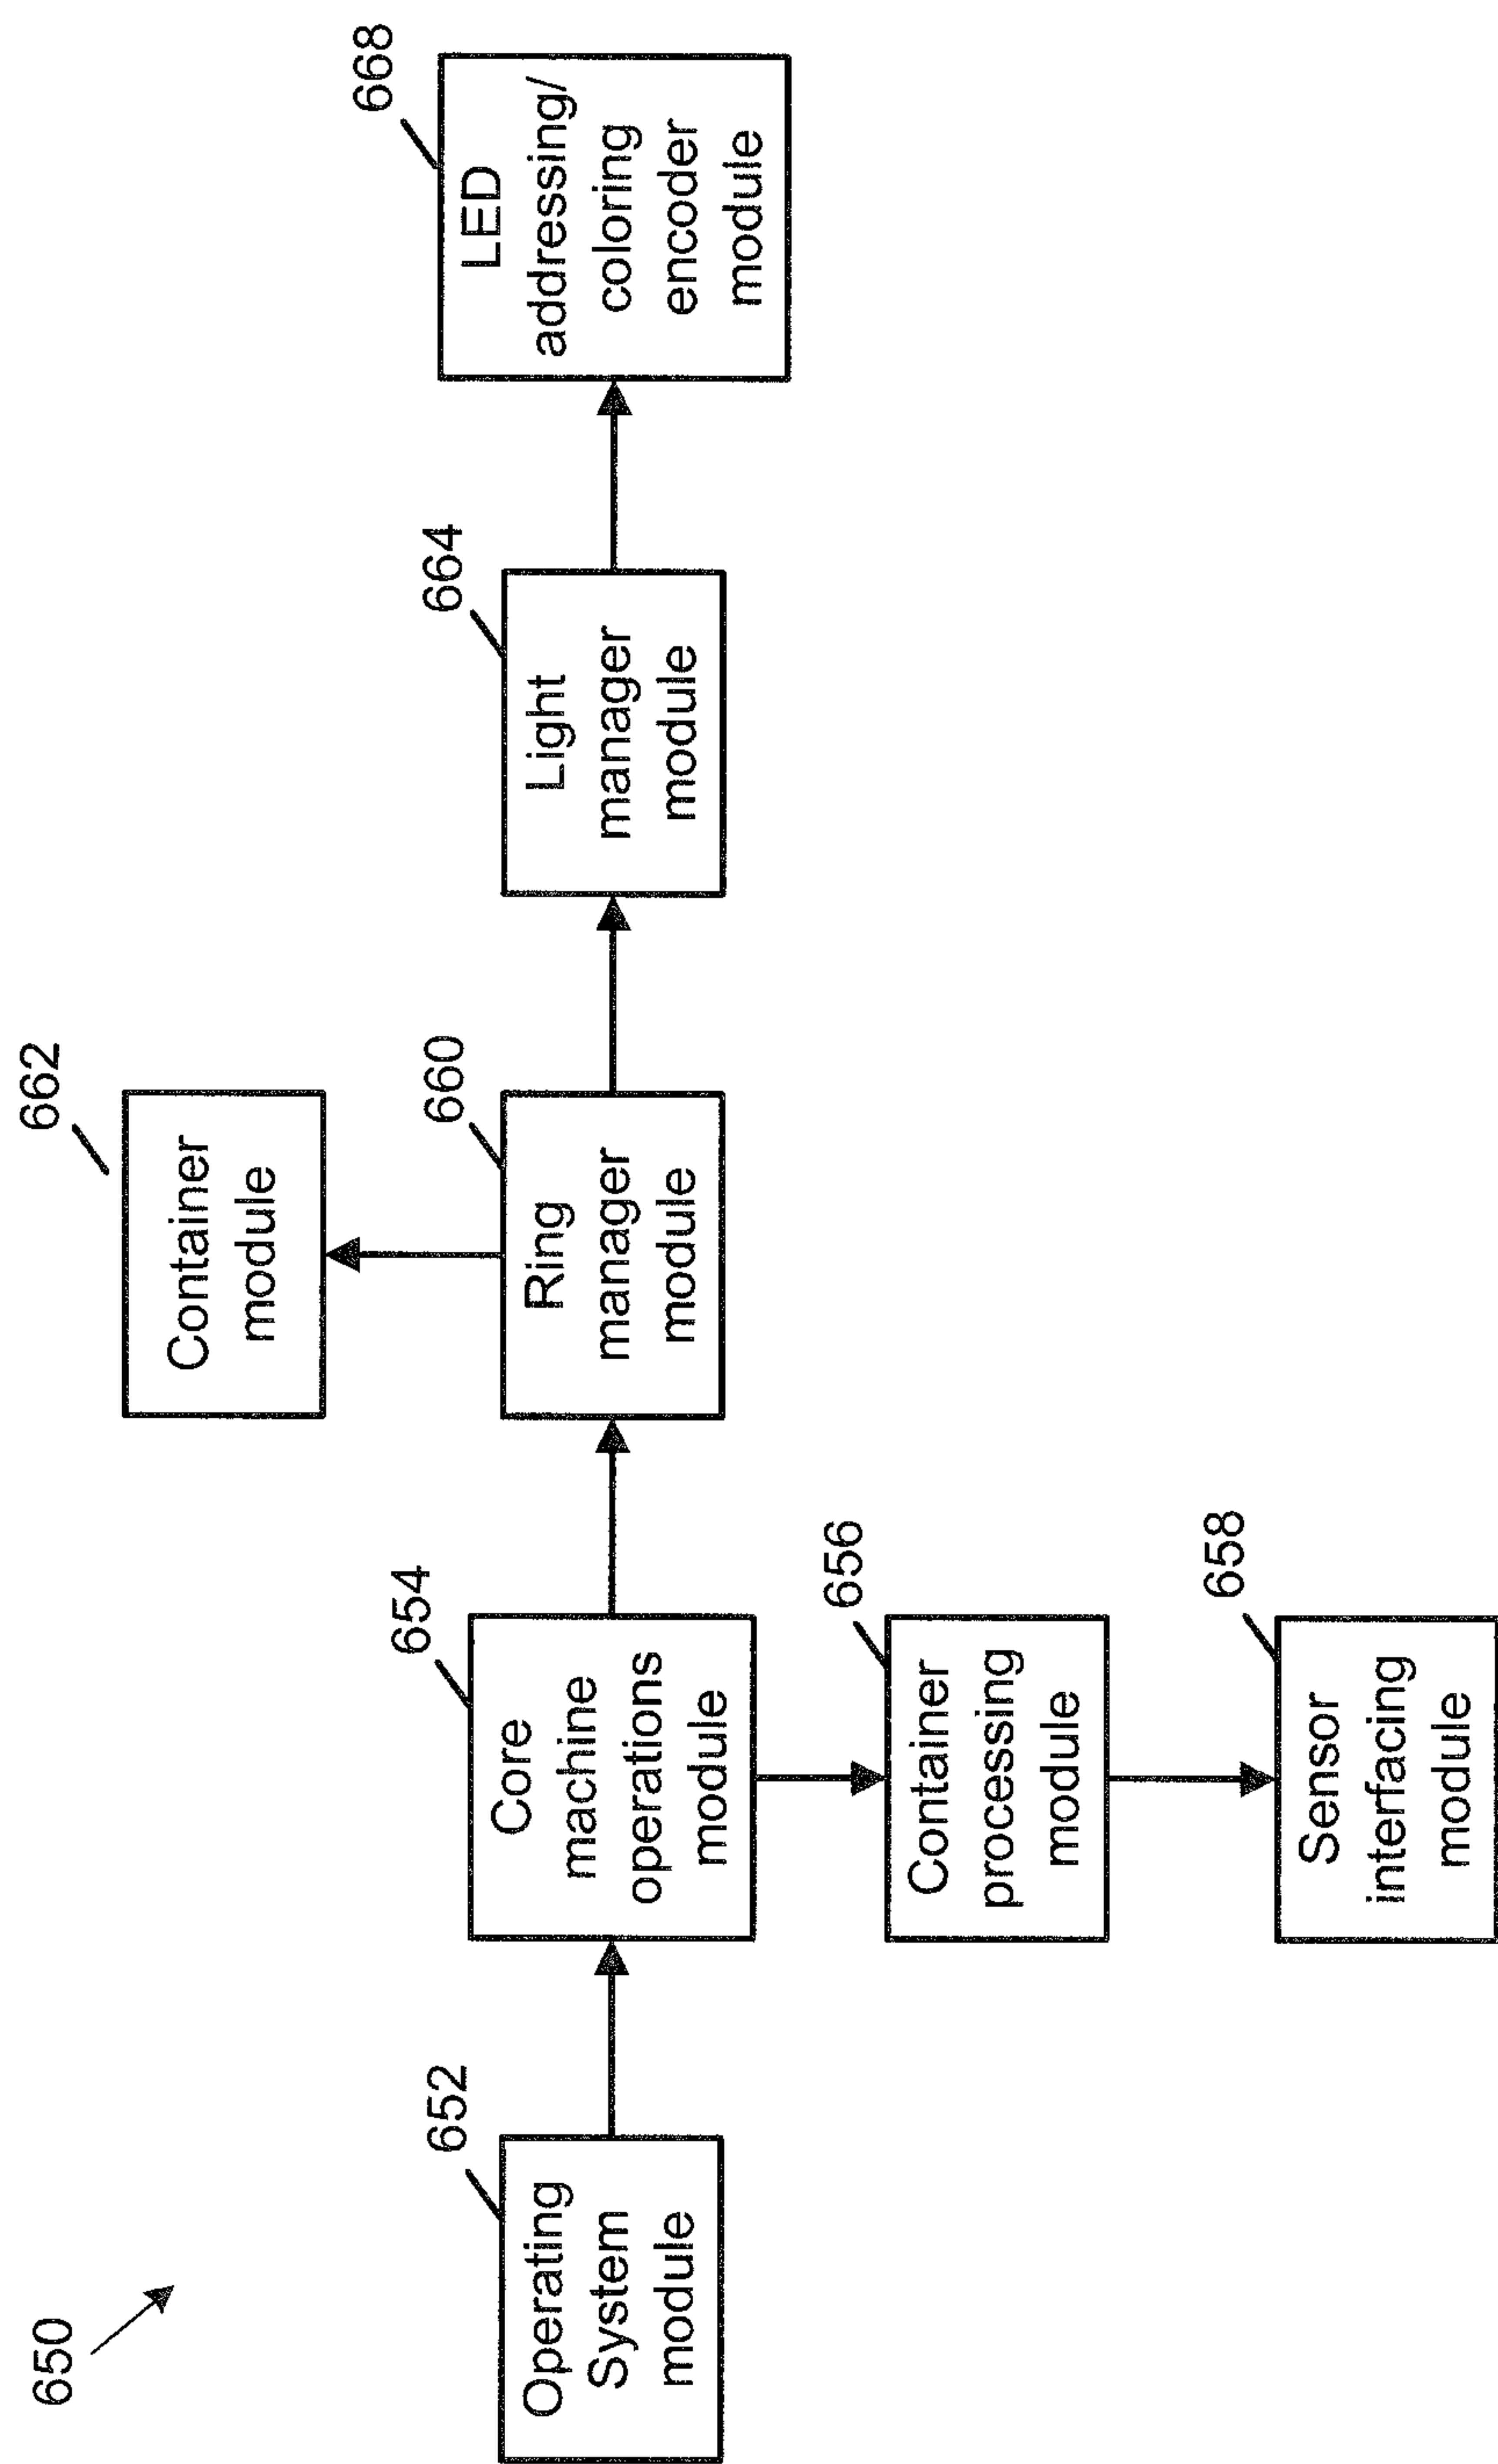 650
652
Operating
System
module
654
Core
machine
operations
module
656
Container
processing
module
658
Sensor
interfacing
module
662
Container
module
660
Ring
manager
module
664
Light
manager
module
668
LED
addressing/
coloring
encoder
module